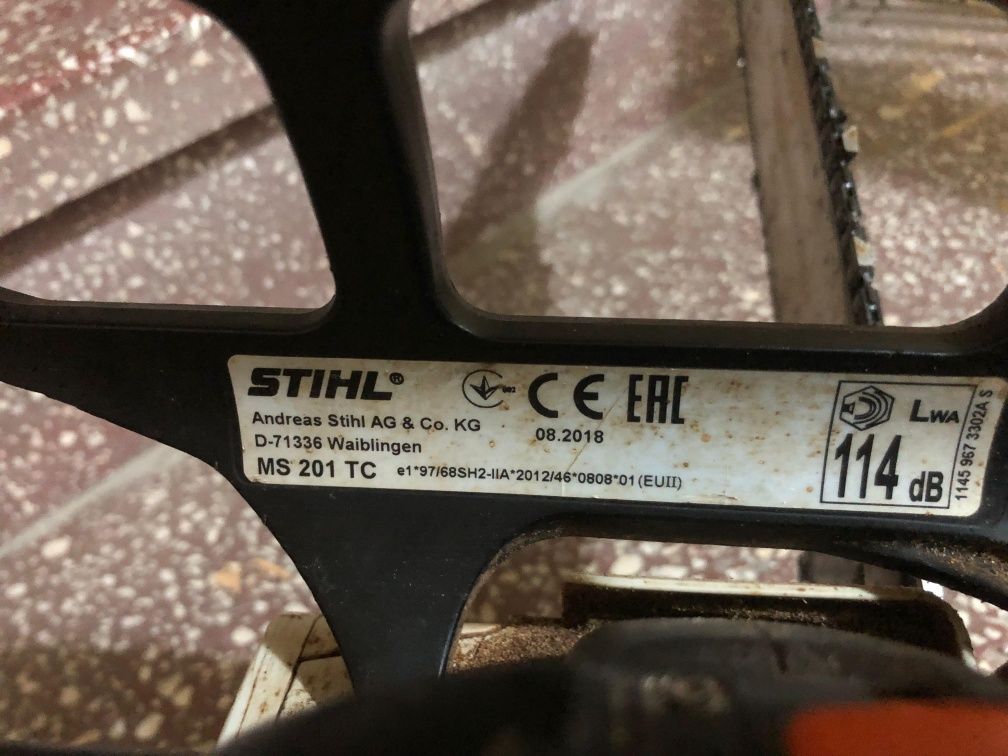 STIHL®
CE EAC
Andreas Stihl AG & Co. KG
08.2018
D-71336 Waiblingen
MS 201 TC e1*97/68SH2-IIA*2012/46*0808*01 (EUII)
LWA
114 dB
1145 967 3302A S